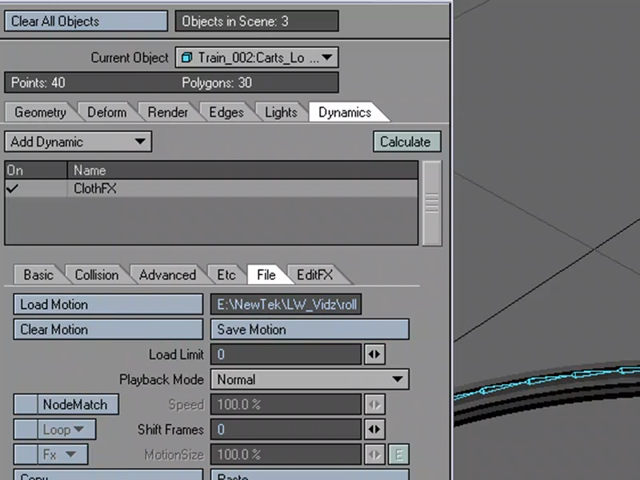 Clear All Objects Objects in Scene: 3
Current Object Train_002:Carts_Lo ...
Points: 40 Polygons: 30
Geometry Deform Render Edges Lights Dynamics
Add Dynamic Calculate
On Name
ClothFX
Basic Collision Advanced Etc File EditFX
Load Motion E:\NewTek\LW_Vidz\roll
Clear Motion Save Motion
Load Limit 0
Playback Mode Normal
NodeMatch Speed 100.0 %
Loop Shift Frames 0
Fx MotionSize 100.0 % E
Copy Paste